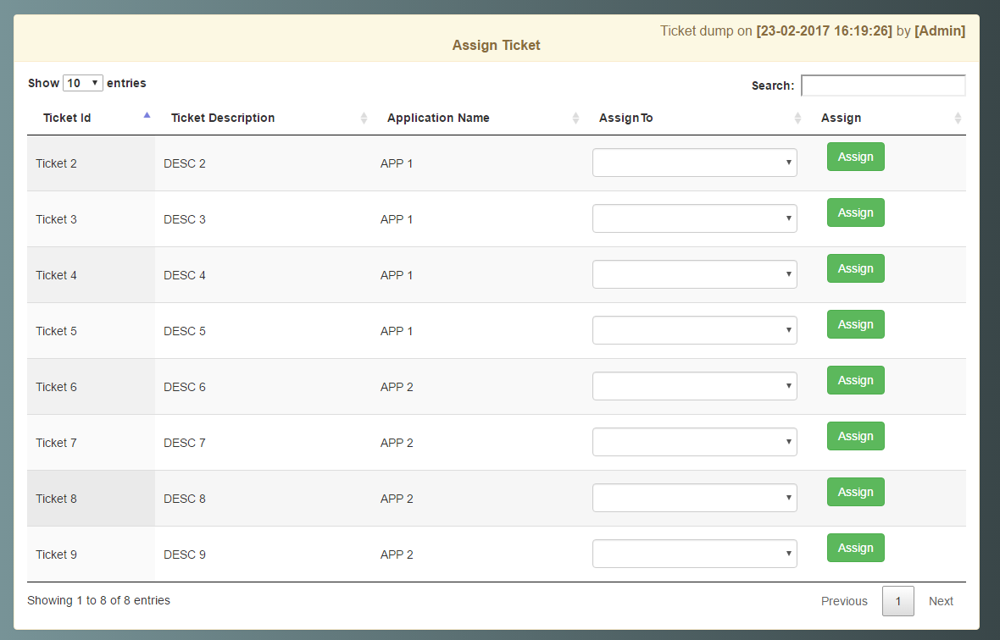 Ticket dump on [23-02-2017 16:19:26] by [Admin]
Assign Ticket
Show 10 entries
Search:
Ticket Id Ticket Description Application Name AssignTo Assign
Ticket 2 DESC 2 APP 1 Assign
Ticket 3 DESC 3 APP 1 Assign
Ticket 4 DESC 4 APP 1 Assign
Ticket 5 DESC 5 APP 1 Assign
Ticket 6 DESC 6 APP 2 Assign
Ticket 7 DESC 7 APP 2 Assign
Ticket 8 DESC 8 APP 2 Assign
Ticket 9 DESC 9 APP 2 Assign
Showing 1 to 8 of 8 entries Previous 1 Next